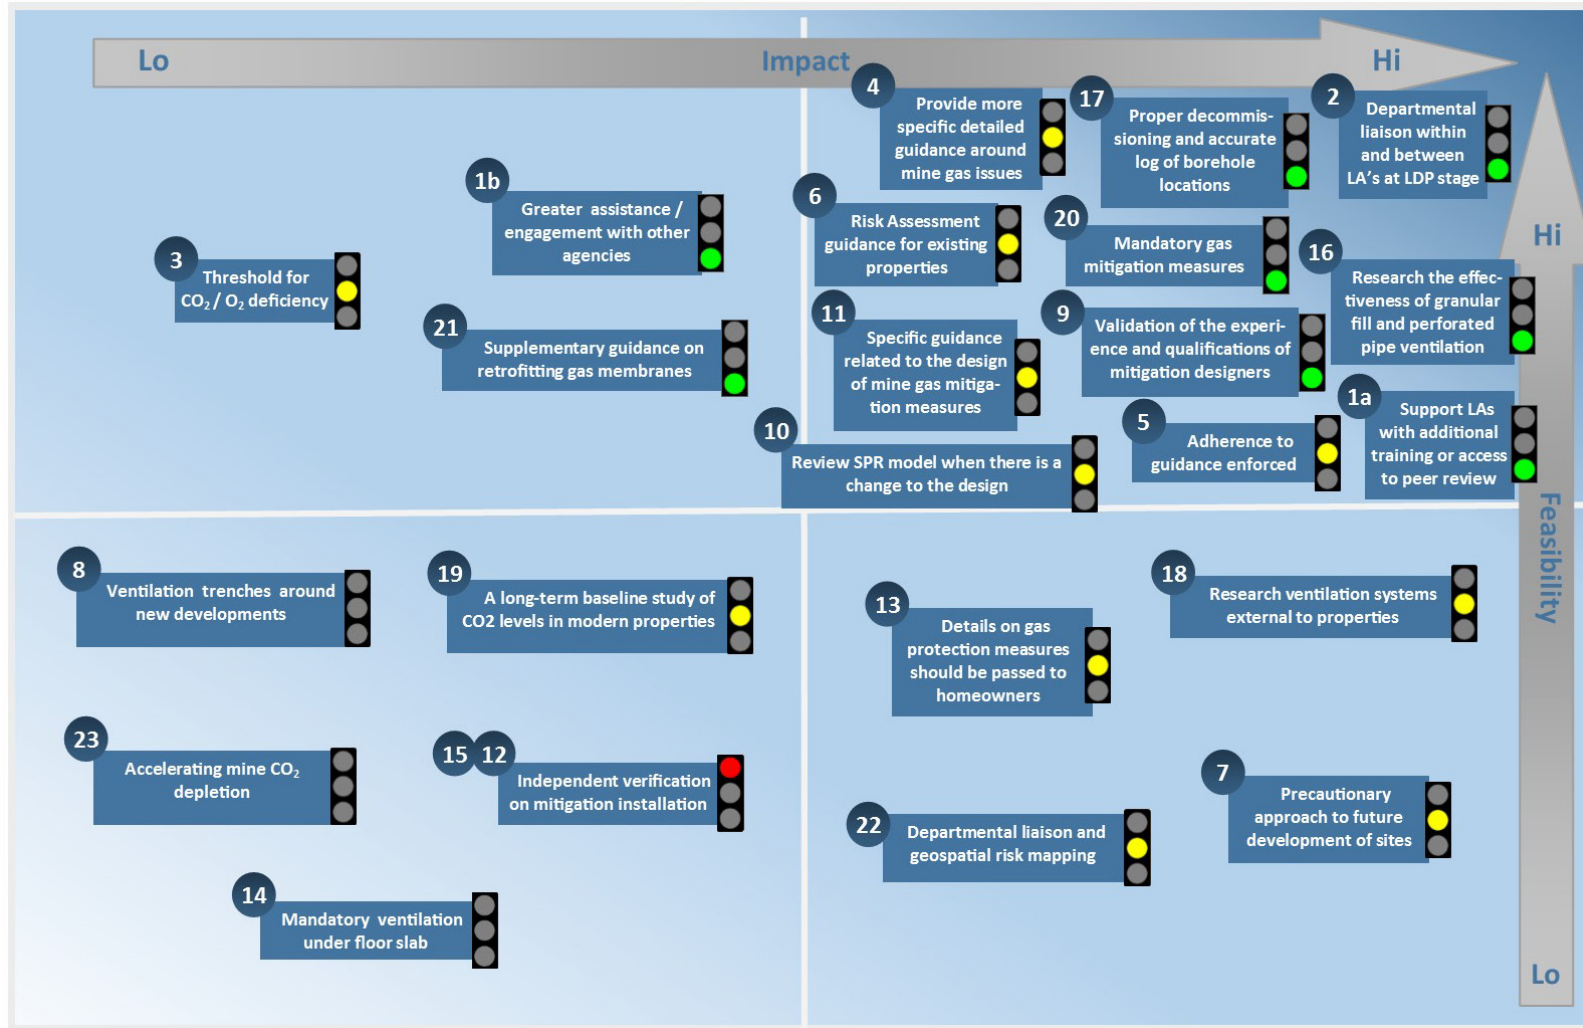 Lo
Impact
Hi
4
Provide more
specific detailed
guidance around
mine gas issues
17
Proper decommis-
sioning and accurate
log of borehole
locations
2
Departmental
liaison within
and between
LA's at LDP stage
1b
Greater assistance /
engagement with other
agencies
6
Risk Assessment
guidance for existing
properties
20
Mandatory gas
mitigation measures
Hi
3
Threshold for
CO₂ / O₂ deficiency
16
Research the effec-
tiveness of granular
fill and perforated
pipe ventilation
21
Supplementary guidance on
retrofitting gas membranes
11
Specific guidance
related to the design
of mine gas mitiga-
tion measures
9
Validation of the experi-
ence and qualifications of
mitigation designers
1a
Support LAs
with additional
training or access
to peer review
10
Review SPR model when there is a
change to the design
5
Adherence to
guidance enforced
Feasibility
8
Ventilation trenches around
new developments
19
A long-term baseline study of
CO2 levels in modern properties
13
Details on gas
protection measures
should be passed to
homeowners
18
Research ventilation systems
external to properties
23
Accelerating mine CO₂
depletion
15 12
Independent verification
on mitigation installation
22
Departmental liaison and
geospatial risk mapping
7
Precautionary
approach to future
development of sites
14
Mandatory ventilation
under floor slab
Lo